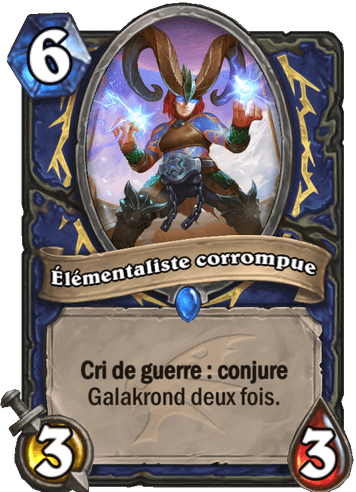 6
Élémentaliste corrompue
Cri de guerre : conjure
Galakrond deux fois.
3
3